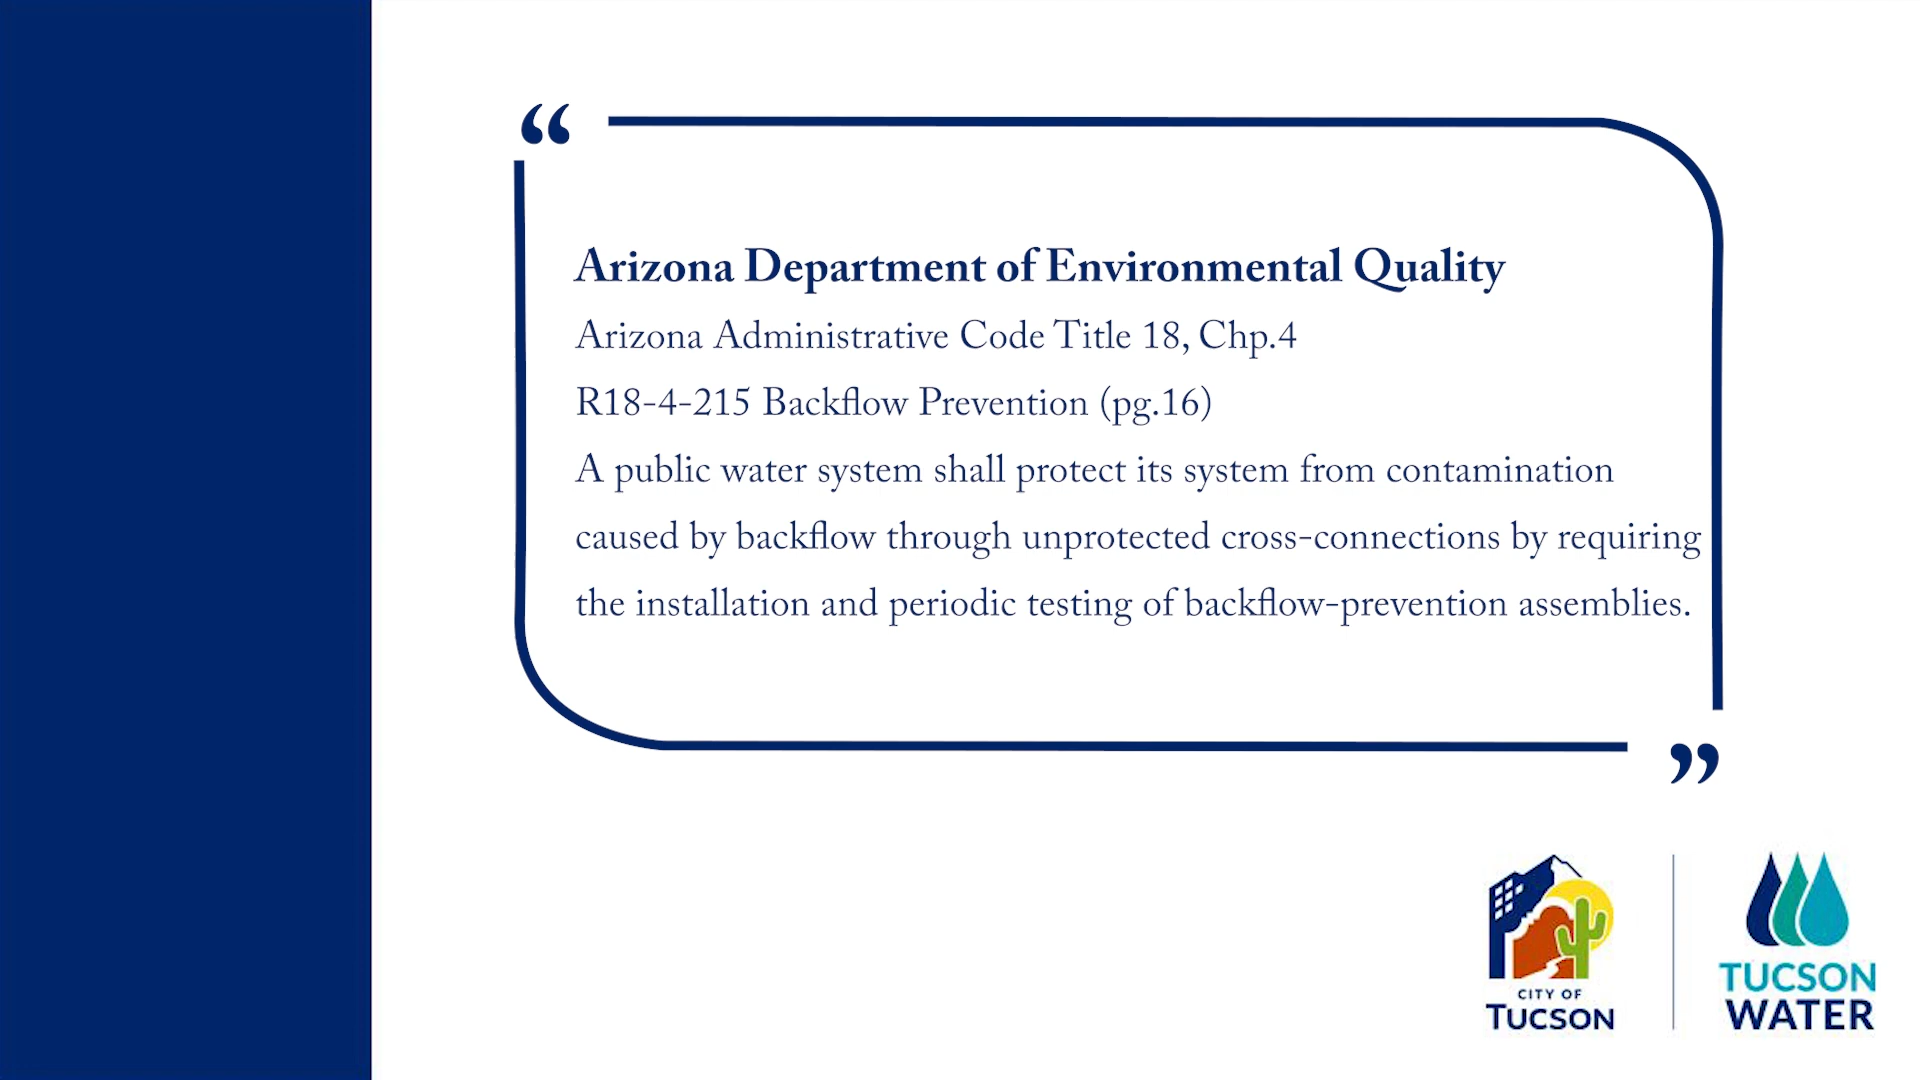 “
Arizona Department of Environmental Quality
Arizona Administrative Code Title 18, Chp.4
R18-4-215 Backflow Prevention (pg.16)
A public water system shall protect its system from contamination
caused by backflow through unprotected cross-connections by requiring
the installation and periodic testing of backflow-prevention assemblies.
”
CITY OF
TUCSON
TUCSON
WATER